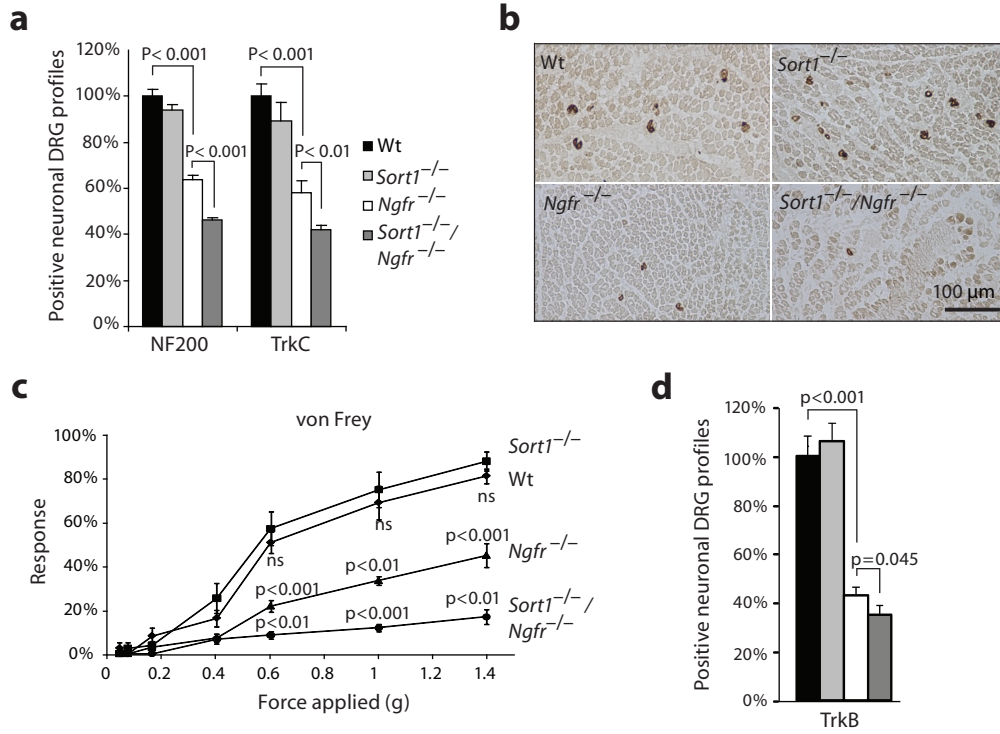 a
120%
100%
80%
60%
40%
20%
0%
Positive neuronal DRG profiles
P< 0.001
P< 0.001
P< 0.001
P< 0.01
NF200
TrkC
Wt
Sort1−/−
Ngfr −/−
Sort1−/−/
Ngfr −/−
b
Wt
Sort1−/−
Ngfr −/−
Sort1−/−/Ngfr −/−
100 µm
c
von Frey
100%
80%
60%
40%
20%
0%
Response
0 0.2 0.4 0.6 0.8 1 1.2 1.4
Force applied (g)
Sort1−/−
Wt
ns
ns
ns
Ngfr −/−
p<0.001
p<0.01
p<0.001
Sort1−/− /
Ngfr−/−
p<0.01
p<0.001
p<0.01
d
120%
100%
80%
60%
40%
20%
0%
Positive neuronal DRG profiles
p<0.001
p=0.045
TrkB